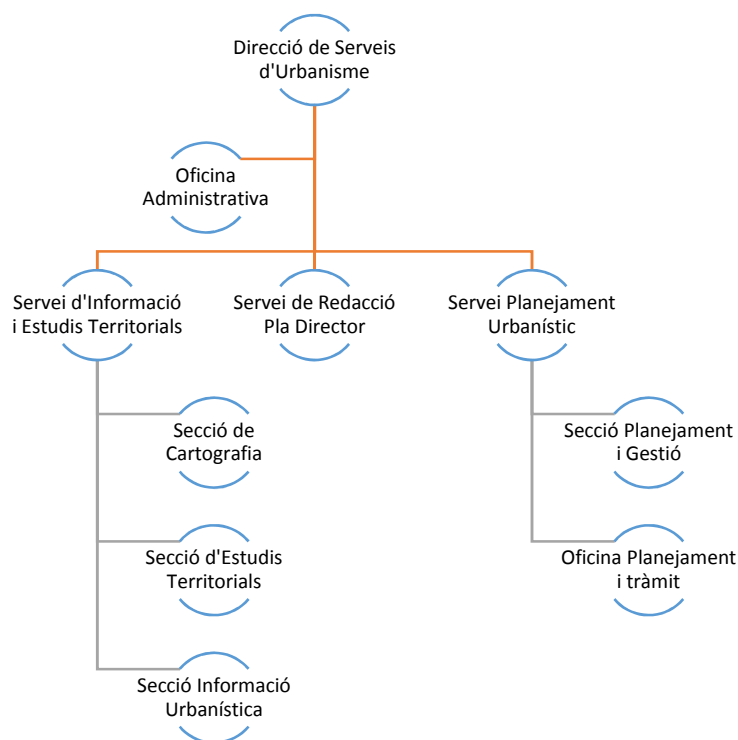 Direcció de Serveis
d'Urbanisme
Oficina
Administrativa
Servei d'Informació
i Estudis Territorials
Servei de Redacció
Pla Director
Servei Planejament
Urbanístic
Secció de
Cartografia
Secció d'Estudis
Territorials
Secció Informació
Urbanística
Secció Planejament
i Gestió
Oficina Planejament
i tràmit